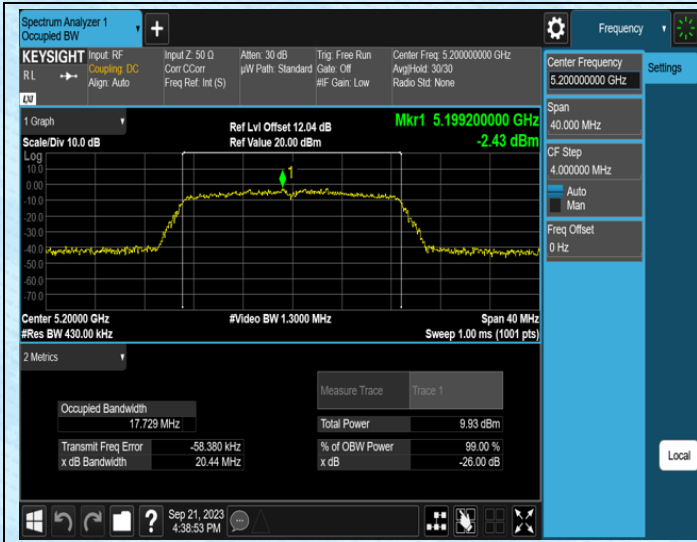 Spectrum Analyzer 1
Occupied BW
Frequency
KEYSIGHT
R L
LXI
Input: RF
Coupling: DC
Align: Auto
Input Z: 50 Ω
Corr CCorr
Freq Ref: Int (S)
Atten: 30 dB
µW Path: Standard
Trig: Free Run
Gate: Off
#IF Gain: Low
Center Freq: 5.200000000 GHz
Avg|Hold: 30/30
Radio Std: None
Center Frequency
5.200000000 GHz
Settings
Span
40.000 MHz
CF Step
4.000000 MHz
Auto
Man
Freq Offset
0 Hz
Local
1 Graph
Scale/Div 10.0 dB
Ref Lvl Offset 12.04 dB
Ref Value 20.00 dBm
Mkr1 5.199200000 GHz
-2.43 dBm
Log
10.0
0.00
-10.0
-20.0
-30.0
-40.0
-50.0
-60.0
-70.0
1
Center 5.20000 GHz
#Res BW 430.00 kHz
#Video BW 1.3000 MHz
Span 40 MHz
Sweep 1.00 ms (1001 pts)
2 Metrics
Measure Trace Trace 1
Occupied Bandwidth
17.729 MHz
Total Power 9.93 dBm
Transmit Freq Error -58.380 kHz
% of OBW Power 99.00 %
x dB Bandwidth 20.44 MHz
x dB -26.00 dB
Sep 21, 2023
4:38:53 PM